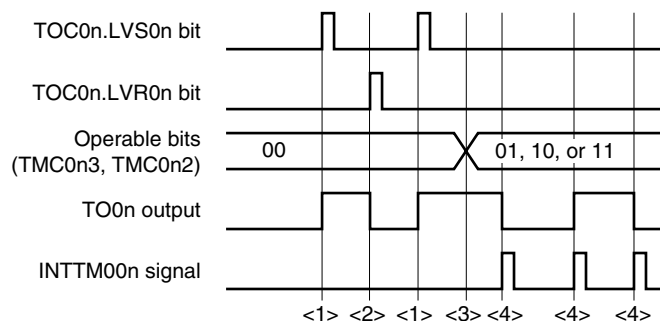 TOC0n.LVS0n bit
TOC0n.LVR0n bit
Operable bits
(TMC0n3, TMC0n2)
00
01, 10, or 11
TO0n output
INTTM00n signal
<1> <2> <1> <3> <4> <4> <4>